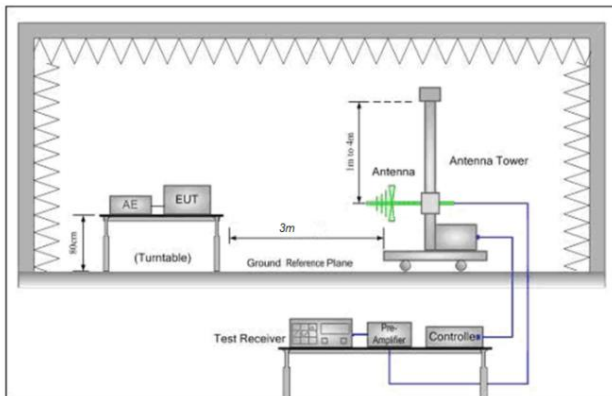 1m to 4m
Antenna
Antenna Tower
AE
EUT
80cm
(Turntable)
3m
Ground Reference Plane
Test Receiver
Pre-
Amplifier
Controller